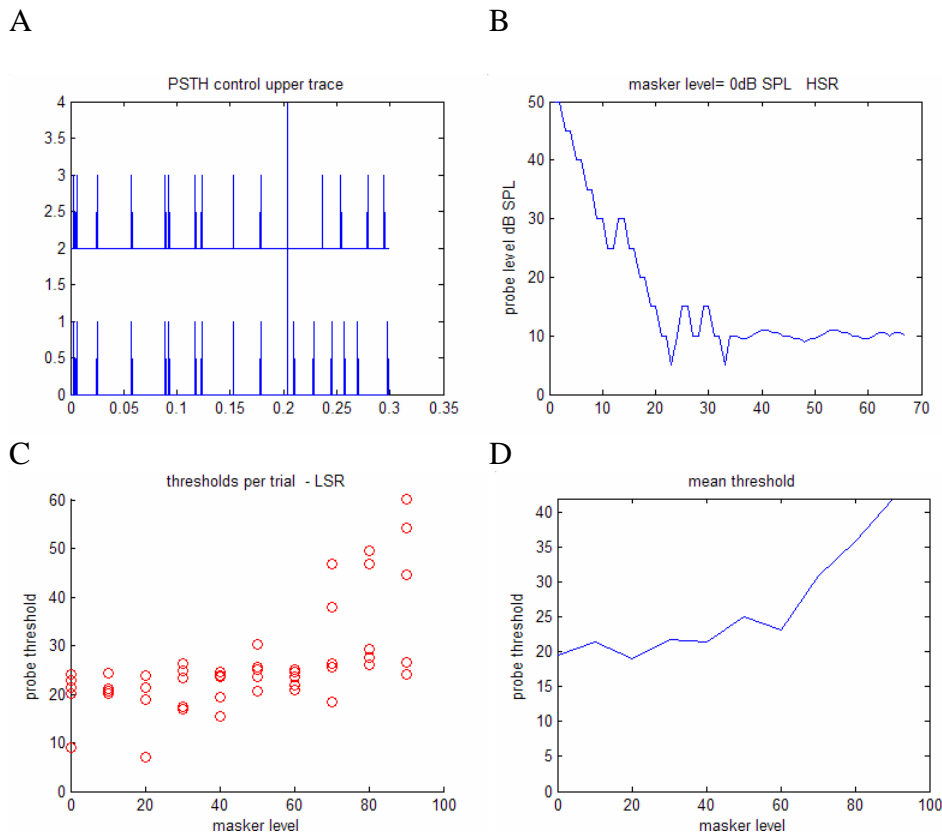 A
B
PSTH control upper trace
4
3.5
3
2.5
2
1.5
1
0.5
0
0 0.05 0.1 0.15 0.2 0.25 0.3 0.35
masker level= 0dB SPL HSR
probe level dB SPL
50
40
30
20
10
0
0 10 20 30 40 50 60 70
C
D
thresholds per trial - LSR
probe threshold
60
50
40
30
20
10
0
0 20 40 60 80 100
masker level
mean threshold
probe threshold
40
35
30
25
20
15
10
5
0
0 20 40 60 80 100
masker level